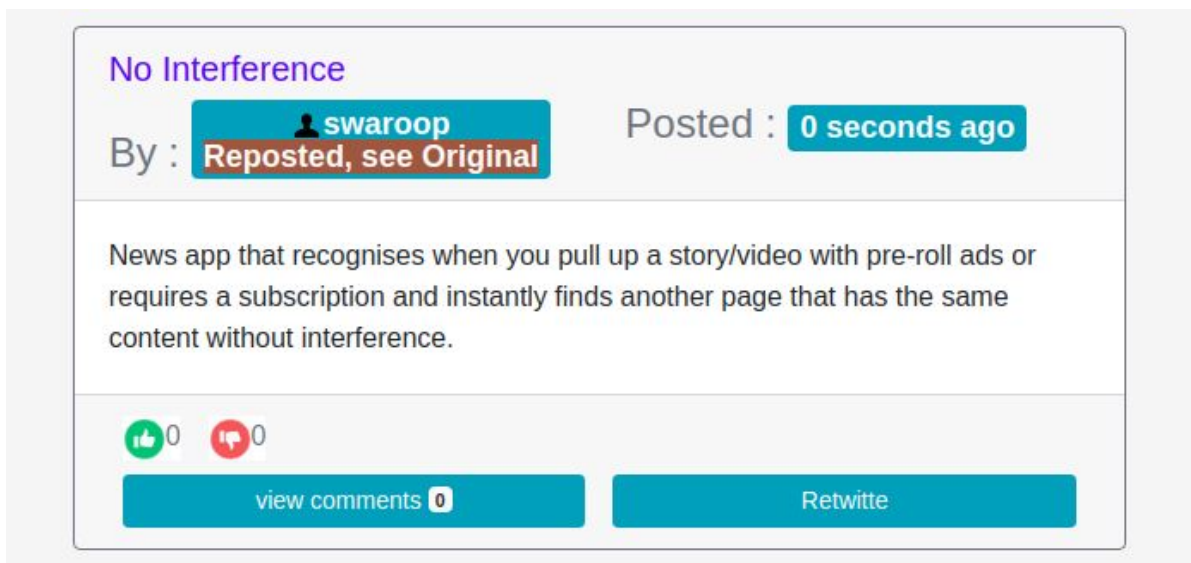 No Interference
By : swaroop
Reposted, see Original
Posted : 0 seconds ago
News app that recognises when you pull up a story/video with pre-roll ads or
requires a subscription and instantly finds another page that has the same
content without interference.
0 0
view comments 0
Retwitte